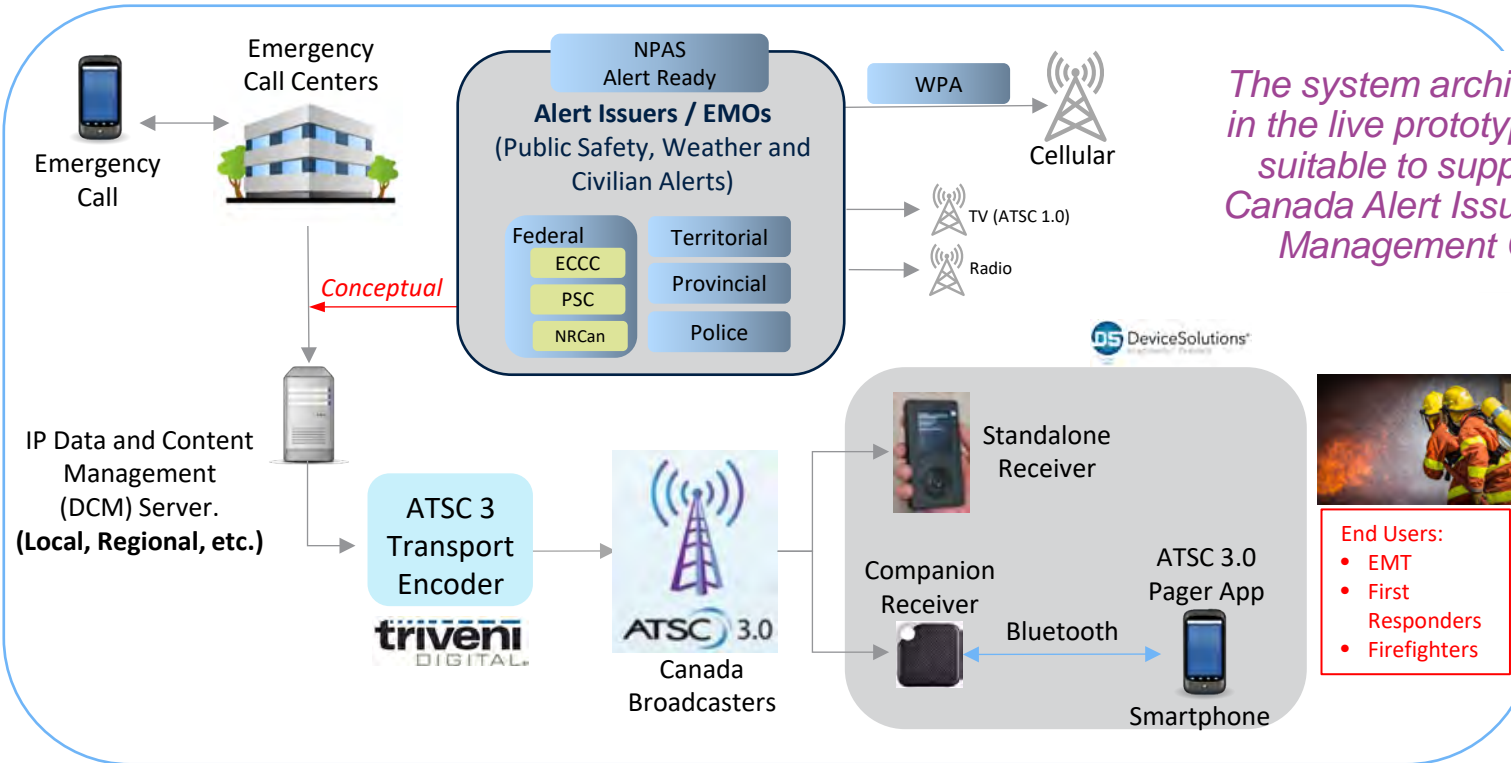 Emergency
Call Centers
Emergency
Call
NPAS
Alert Ready
Alert Issuers / EMOs
(Public Safety, Weather and
Civilian Alerts)
Federal
ECCC
PSC
NRCan
Territorial
Provincial
Police
WPA
Cellular
TV (ATSC 1.0)
Radio
The system archi
in the live prototy
suitable to supp
Canada Alert Issu
Management
Conceptual
IP Data and Content
Management
(DCM) Server.
(Local, Regional, etc.)
ATSC 3
Transport
Encoder
triveni
DIGITAL
ATSC 3.0
Canada
Broadcasters
DS DeviceSolutions
Standalone
Receiver
Companion
Receiver
Bluetooth
ATSC 3.0
Pager App
Smartphone
End Users:
• EMT
• First
Responders
• Firefighters